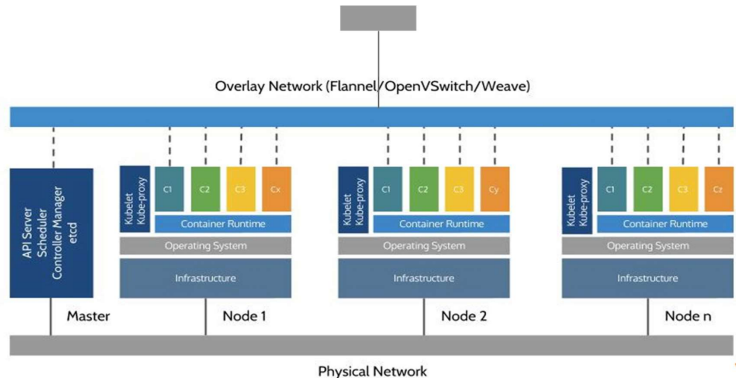 Overlay Network (Flannel/OpenVSwitch/Weave)
API Server
Scheduler
Controller Manager
etcd
Master
Kubelet
Kube-proxy
C1
C2
C3
Cx
Container Runtime
Operating System
Infrastructure
Node 1
Kubelet
Kube-proxy
C1
C2
C3
Cy
Container Runtime
Operating System
Infrastructure
Node 2
Kubelet
Kube-proxy
C1
C2
C3
Cz
Container Runtime
Operating System
Infrastructure
Node n
Physical Network